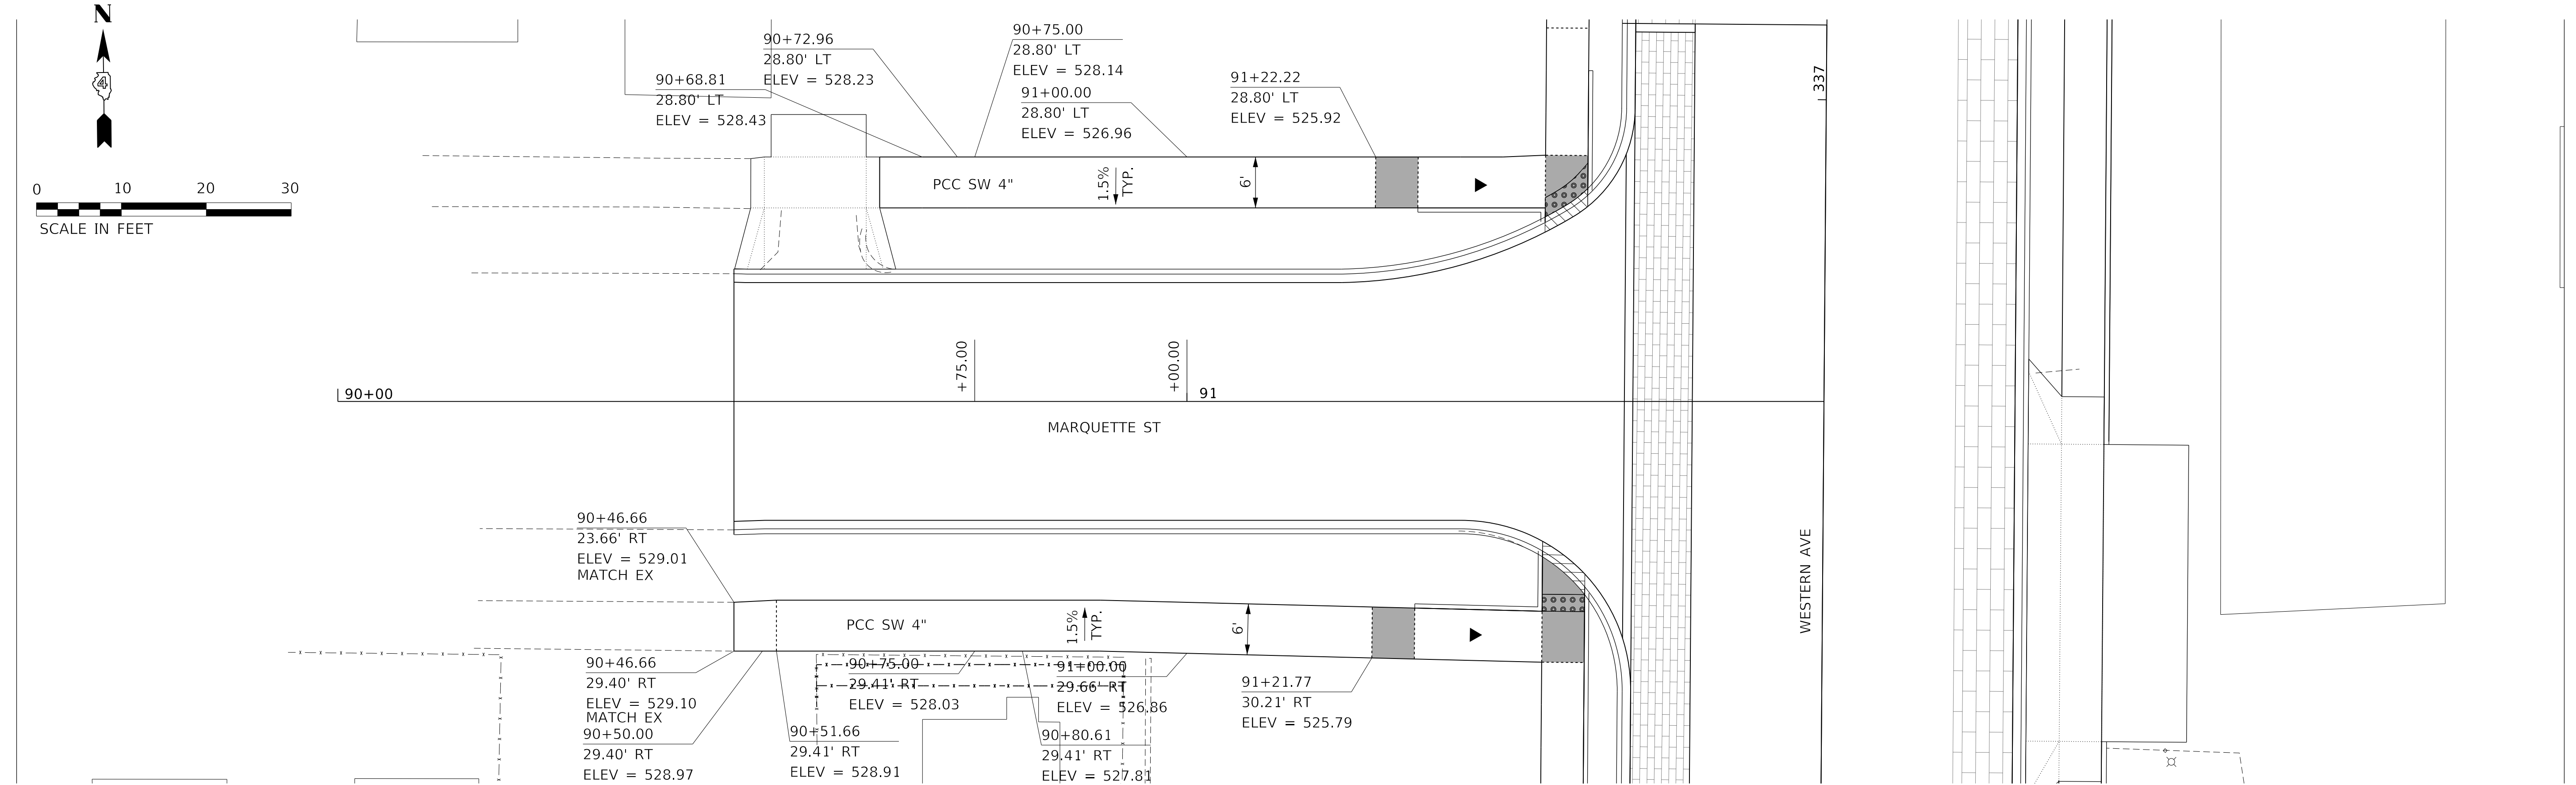 N
4
0 10 20 30
SCALE IN FEET
90+68.81
28.80' LT
ELEV = 528.43
90+72.96
28.80' LT
ELEV = 528.23
90+75.00
28.80' LT
ELEV = 528.14
91+00.00
28.80' LT
ELEV = 526.96
91+22.22
28.80' LT
ELEV = 525.92
337
PCC SW 4"
1.5%
TYP.
6'
90+00
+75.00
+00.00
91
MARQUETTE ST
WESTERN AVE
90+46.66
23.66' RT
ELEV = 529.01
MATCH EX
PCC SW 4"
1.5%
TYP.
6'
90+46.66
29.40' RT
ELEV = 529.10
MATCH EX
90+50.00
29.40' RT
ELEV = 528.97
90+51.66
29.41' RT
ELEV = 528.91
90+75.00
29.41' RT
ELEV = 528.03
90+80.61
29.41' RT
ELEV = 527.81
91+00.00
29.66' RT
ELEV = 526.86
91+21.77
30.21' RT
ELEV = 525.79